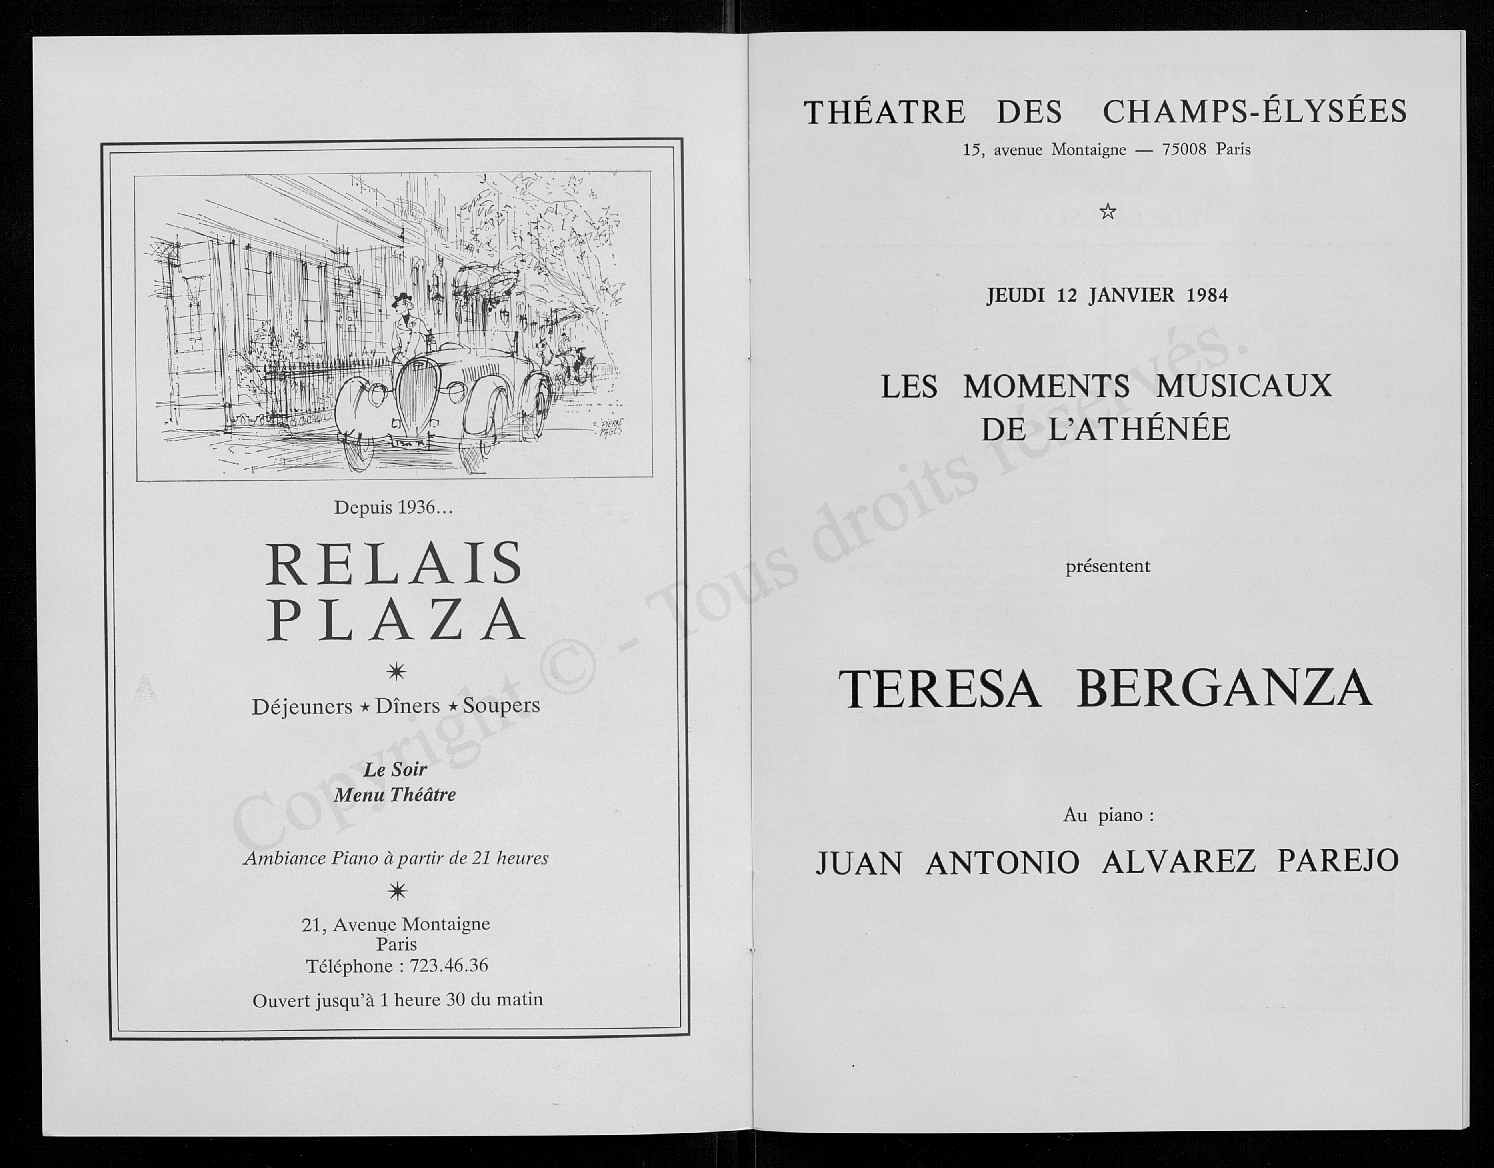 Depuis 1936...
RELAIS
PLAZA
Déjeuners ★ Dîners ★ Soupers
Le Soir
Menu Théâtre
Ambiance Piano à partir de 21 heures
21, Avenue Montaigne
Paris
Téléphone : 723.46.36
Ouvert jusqu'à 1 heure 30 du matin
THÉATRE DES CHAMPS-ÉLYSÉES
15, avenue Montaigne — 75008 Paris
☆
JEUDI 12 JANVIER 1984
LES MOMENTS MUSICAUX
DE L'ATHÉNÉE
présentent
TERESA BERGANZA
Au piano :
JUAN ANTONIO ALVAREZ PAREJO
Copyright © - Tous droits réservés.